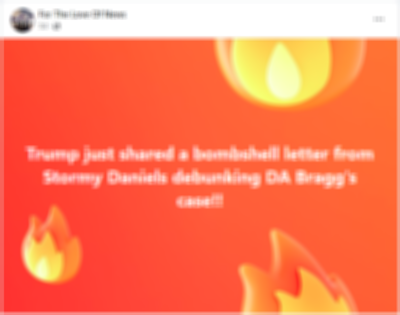 For The Love Of News
Trump just shared a bombshell letter from
Stormy Daniels debunking DA Bragg's
case!!